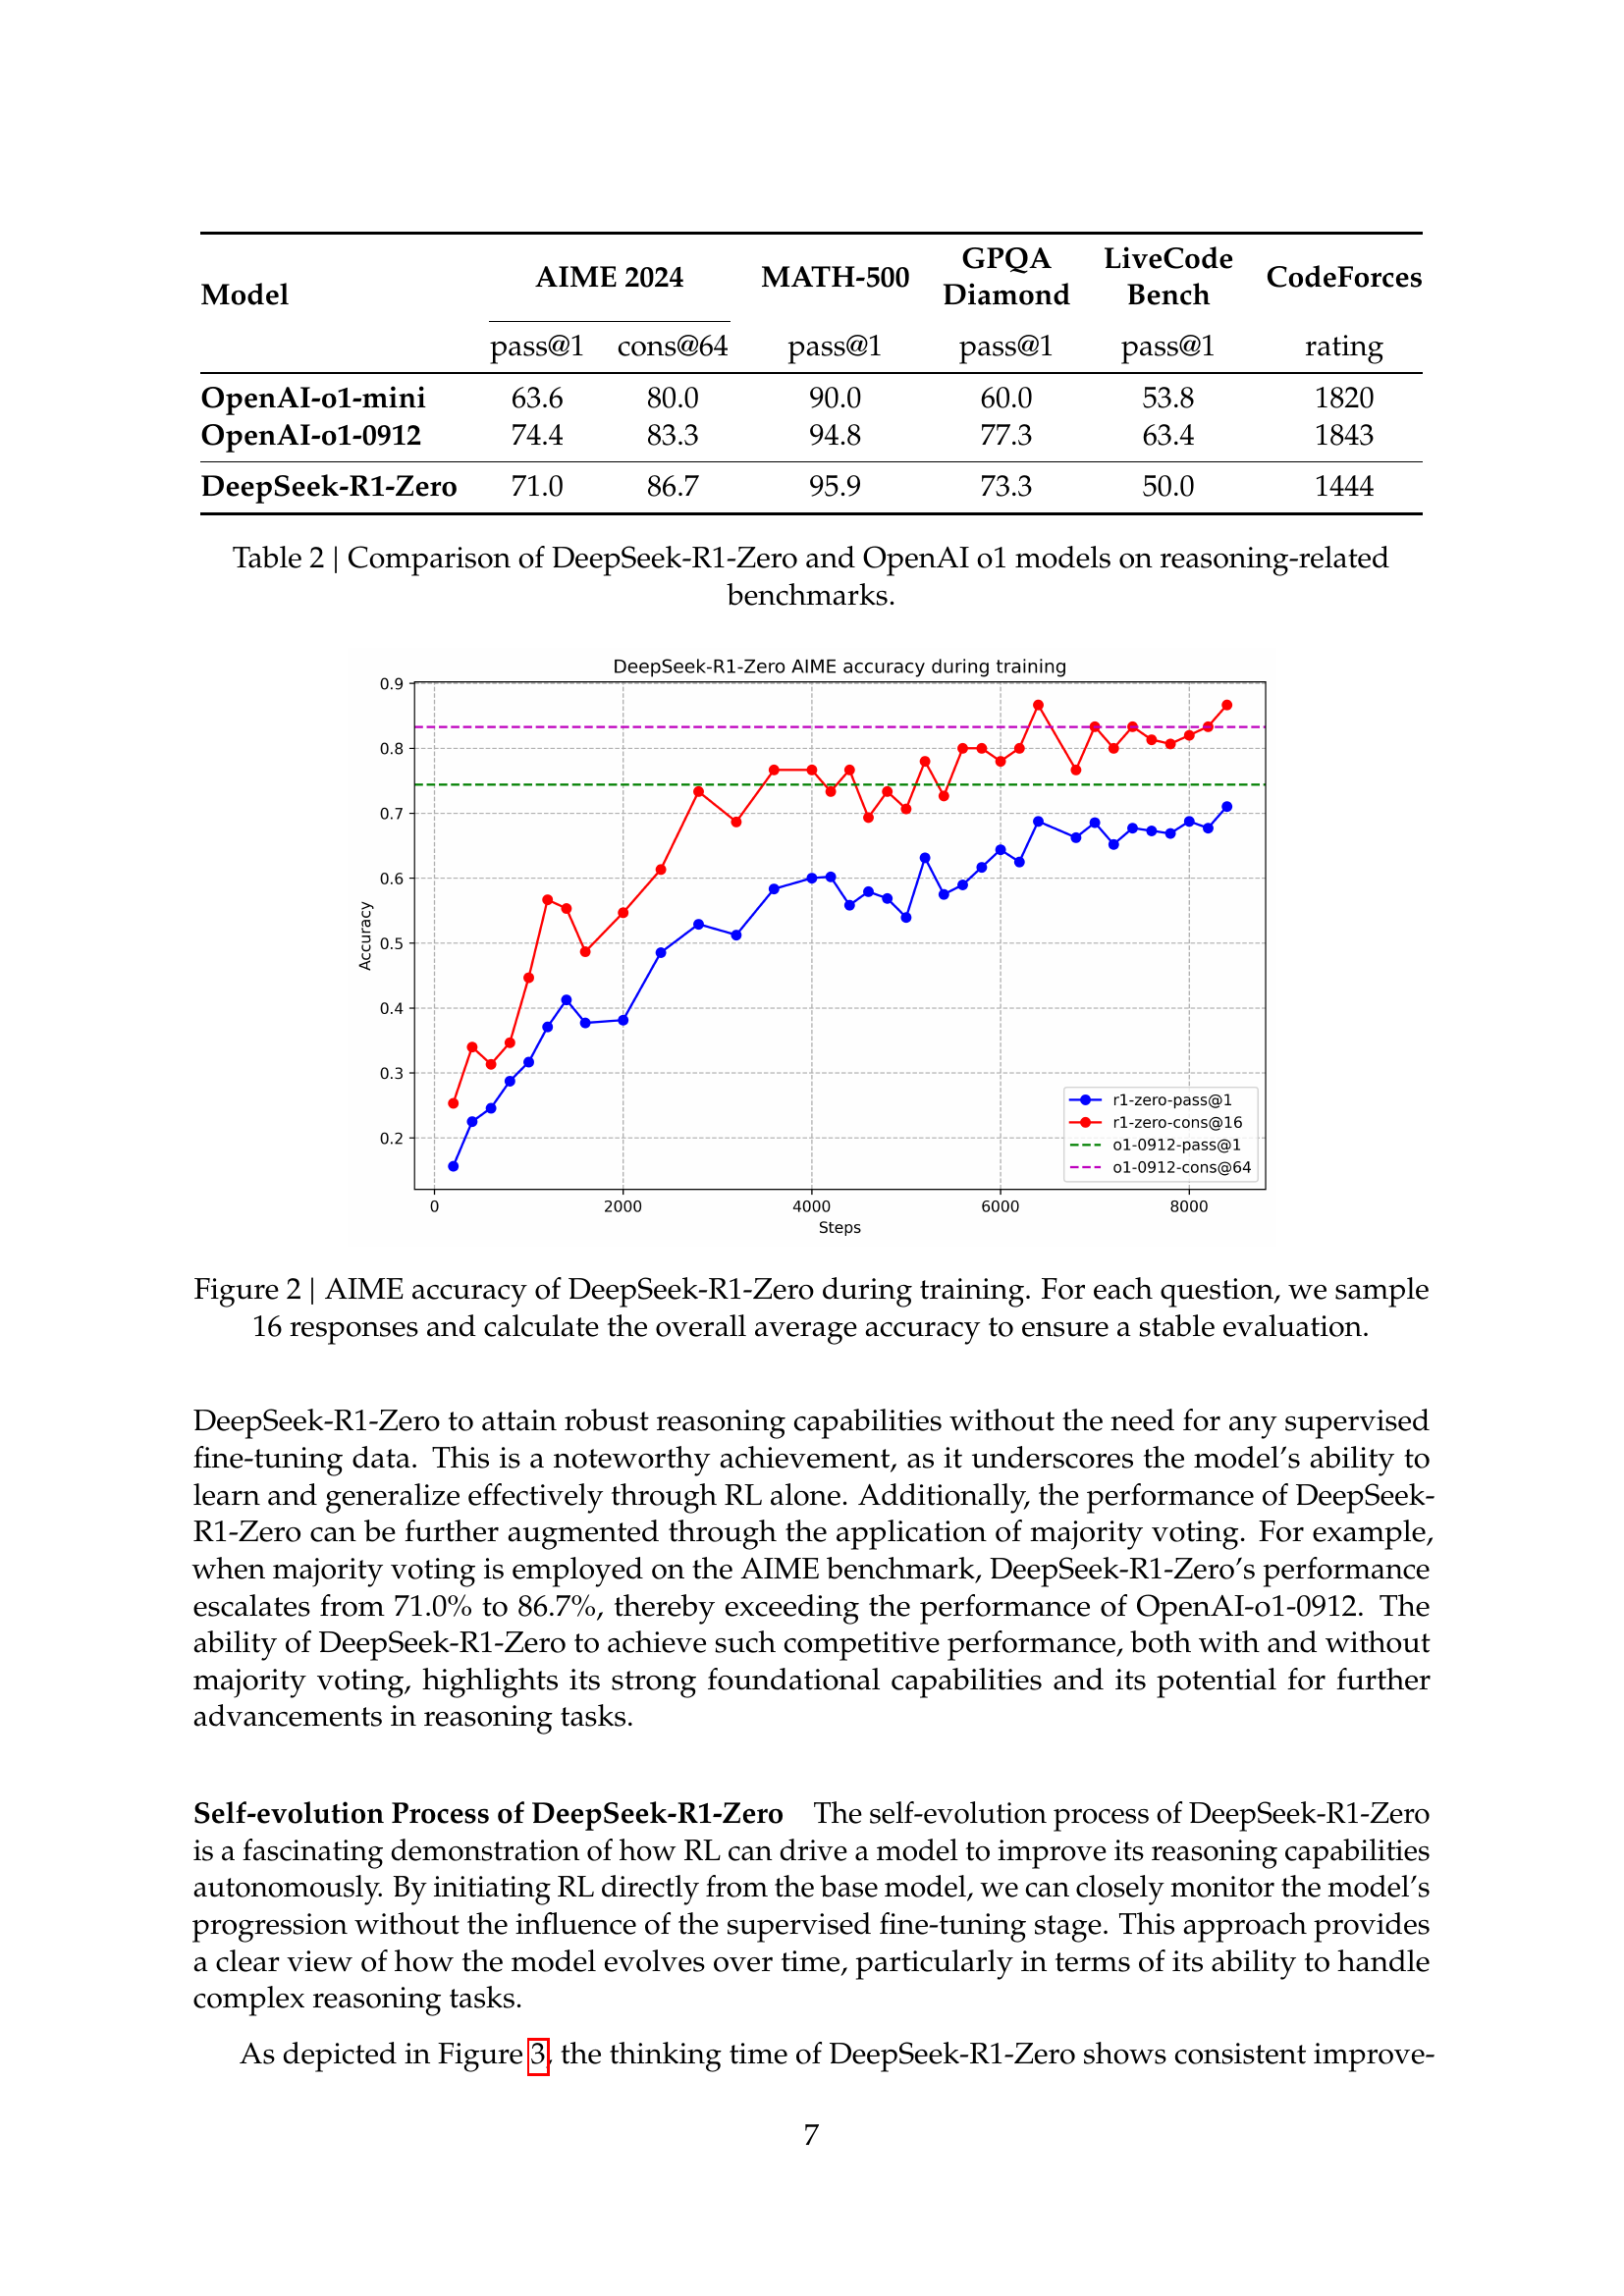 Model AIME 2024 MATH-500 GPQA Diamond LiveCode Bench CodeForces
pass@1 cons@64 pass@1 pass@1 pass@1 rating
OpenAI-o1-mini 63.6 80.0 90.0 60.0 53.8 1820
OpenAI-o1-0912 74.4 83.3 94.8 77.3 63.4 1843
DeepSeek-R1-Zero 71.0 86.7 95.9 73.3 50.0 1444
Table 2 | Comparison of DeepSeek-R1-Zero and OpenAI o1 models on reasoning-related
benchmarks.
DeepSeek-R1-Zero AIME accuracy during training
0.9
0.8
0.7
0.6
0.5
0.4
0.3
0.2
Accuracy
r1-zero-pass@1
r1-zero-cons@16
o1-0912-pass@1
o1-0912-cons@64
0 2000 4000 6000 8000
Steps
Figure 2 | AIME accuracy of DeepSeek-R1-Zero during training. For each question, we sample
16 responses and calculate the overall average accuracy to ensure a stable evaluation.
DeepSeek-R1-Zero to attain robust reasoning capabilities without the need for any supervised
fine-tuning data. This is a noteworthy achievement, as it underscores the model's ability to
learn and generalize effectively through RL alone. Additionally, the performance of DeepSeek-
R1-Zero can be further augmented through the application of majority voting. For example,
when majority voting is employed on the AIME benchmark, DeepSeek-R1-Zero's performance
escalates from 71.0% to 86.7%, thereby exceeding the performance of OpenAI-o1-0912. The
ability of DeepSeek-R1-Zero to achieve such competitive performance, both with and without
majority voting, highlights its strong foundational capabilities and its potential for further
advancements in reasoning tasks.
Self-evolution Process of DeepSeek-R1-Zero The self-evolution process of DeepSeek-R1-Zero
is a fascinating demonstration of how RL can drive a model to improve its reasoning capabilities
autonomously. By initiating RL directly from the base model, we can closely monitor the model's
progression without the influence of the supervised fine-tuning stage. This approach provides
a clear view of how the model evolves over time, particularly in terms of its ability to handle
complex reasoning tasks.
As depicted in Figure 3, the thinking time of DeepSeek-R1-Zero shows consistent improve-
7